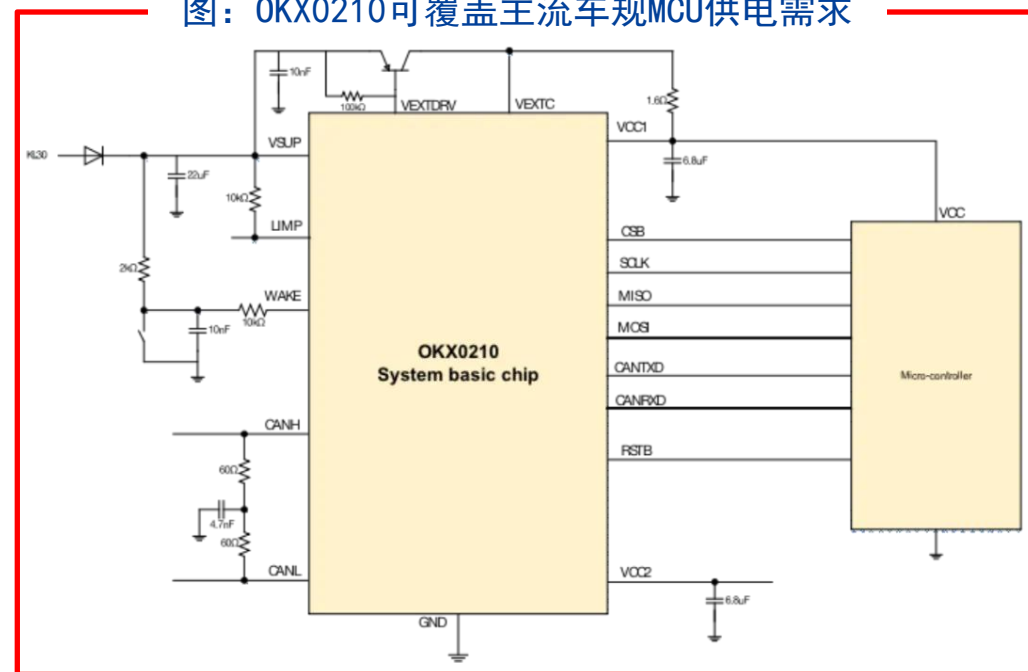 图：OKX0210可覆盖主流车规MCU供电需求
10nF
100kΩ
VEXTDRV
VEXTC
1.6Ω
VCC1
6.8uF
KL30
VSUP
22uF
10kΩ
LIMP
2kΩ
WAKE
10kΩ
10nF
OKX0210
System basic chip
VCC
CSB
SCLK
MISO
MOSI
CANTXD
CANRXD
RSTB
Micro-controller
CANH
60Ω
4.7nF
60Ω
CANL
VCC2
6.8uF
GND